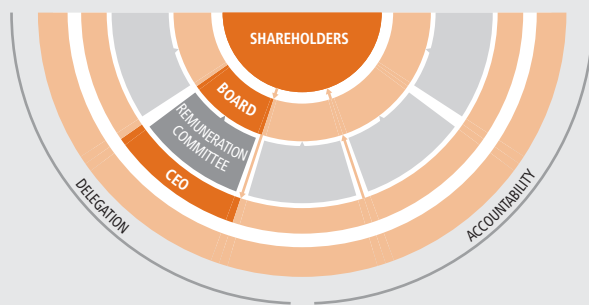 SHAREHOLDERS
BOARD
REMUNERATION
COMMITTEE
CEO
DELEGATION
ACCOUNTABILITY